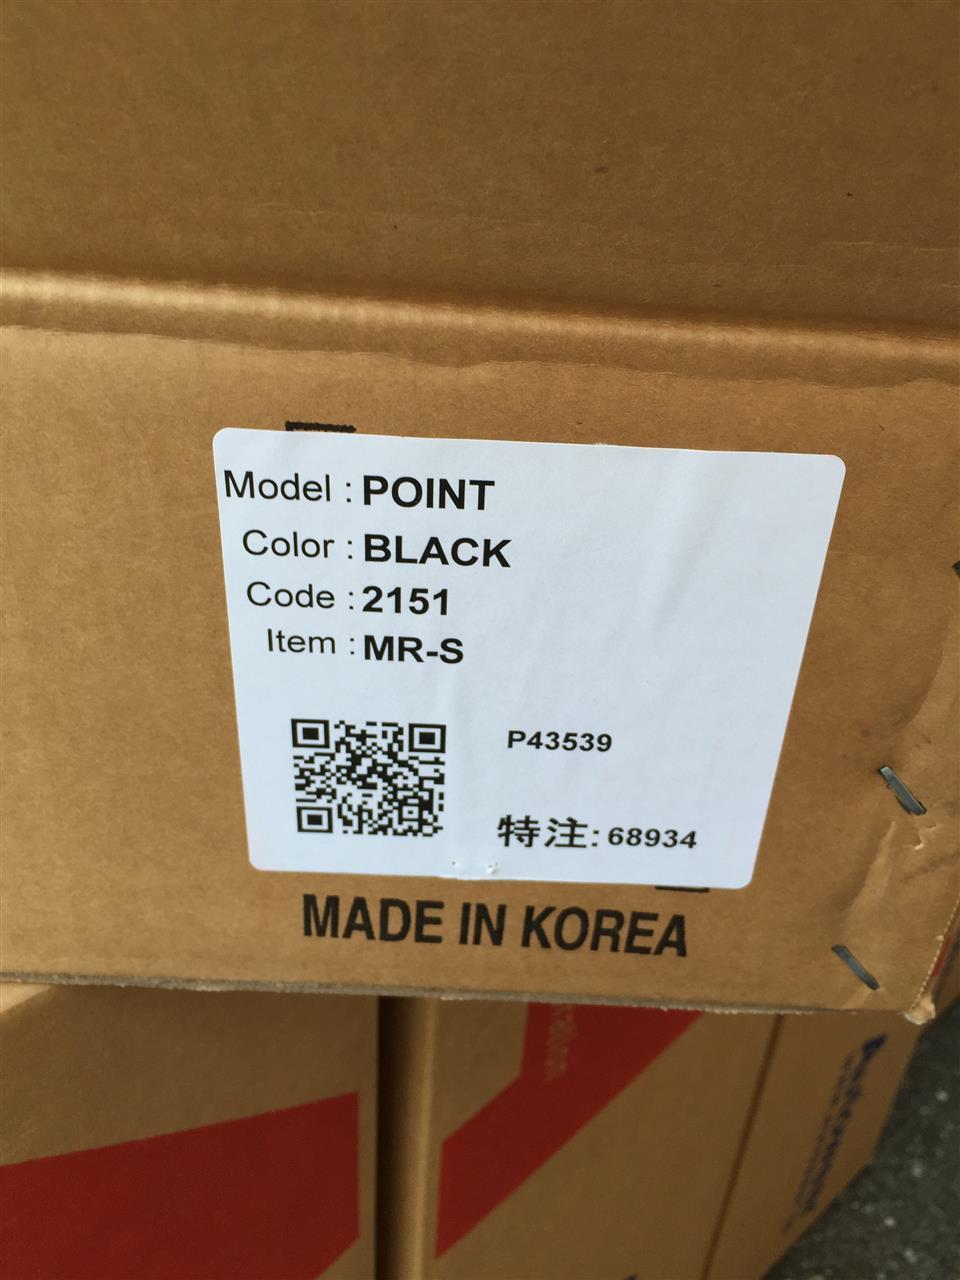 Model : POINT
Color : BLACK
Code : 2151
Item : MR-S
P43539
特注: 68934
MADE IN KOREA